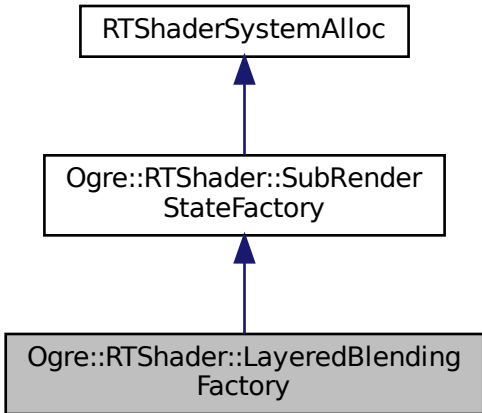 RTShaderSystemAlloc
Ogre::RTShader::SubRender
StateFactory
Ogre::RTShader::LayeredBlending
Factory